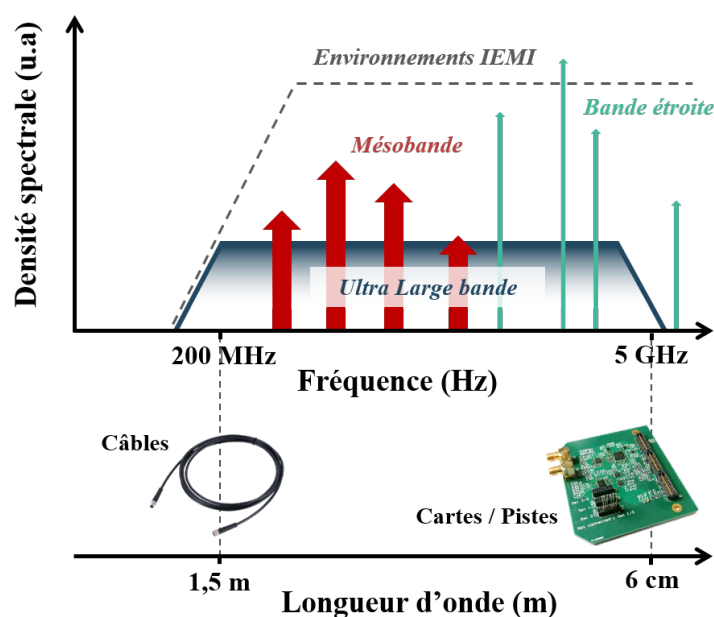 Densité spectrale (u.a)
Environnements IEMI
Bande étroite
Mésobande
Ultra Large bande
200 MHz
5 GHz
Fréquence (Hz)
Câbles
Cartes / Pistes
1,5 m
6 cm
Longueur d’onde (m)